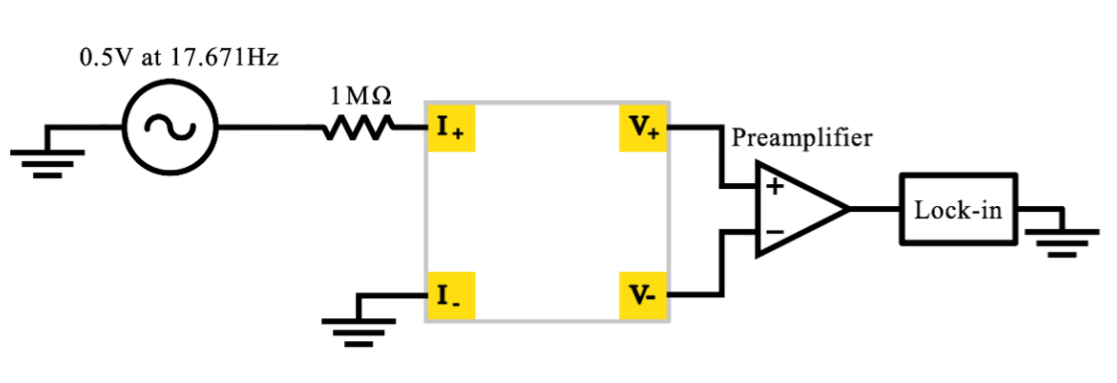 0.5V at 17.671Hz
1MΩ
I+
V+
Preamplifier
+
Lock-in
−
I-
V-